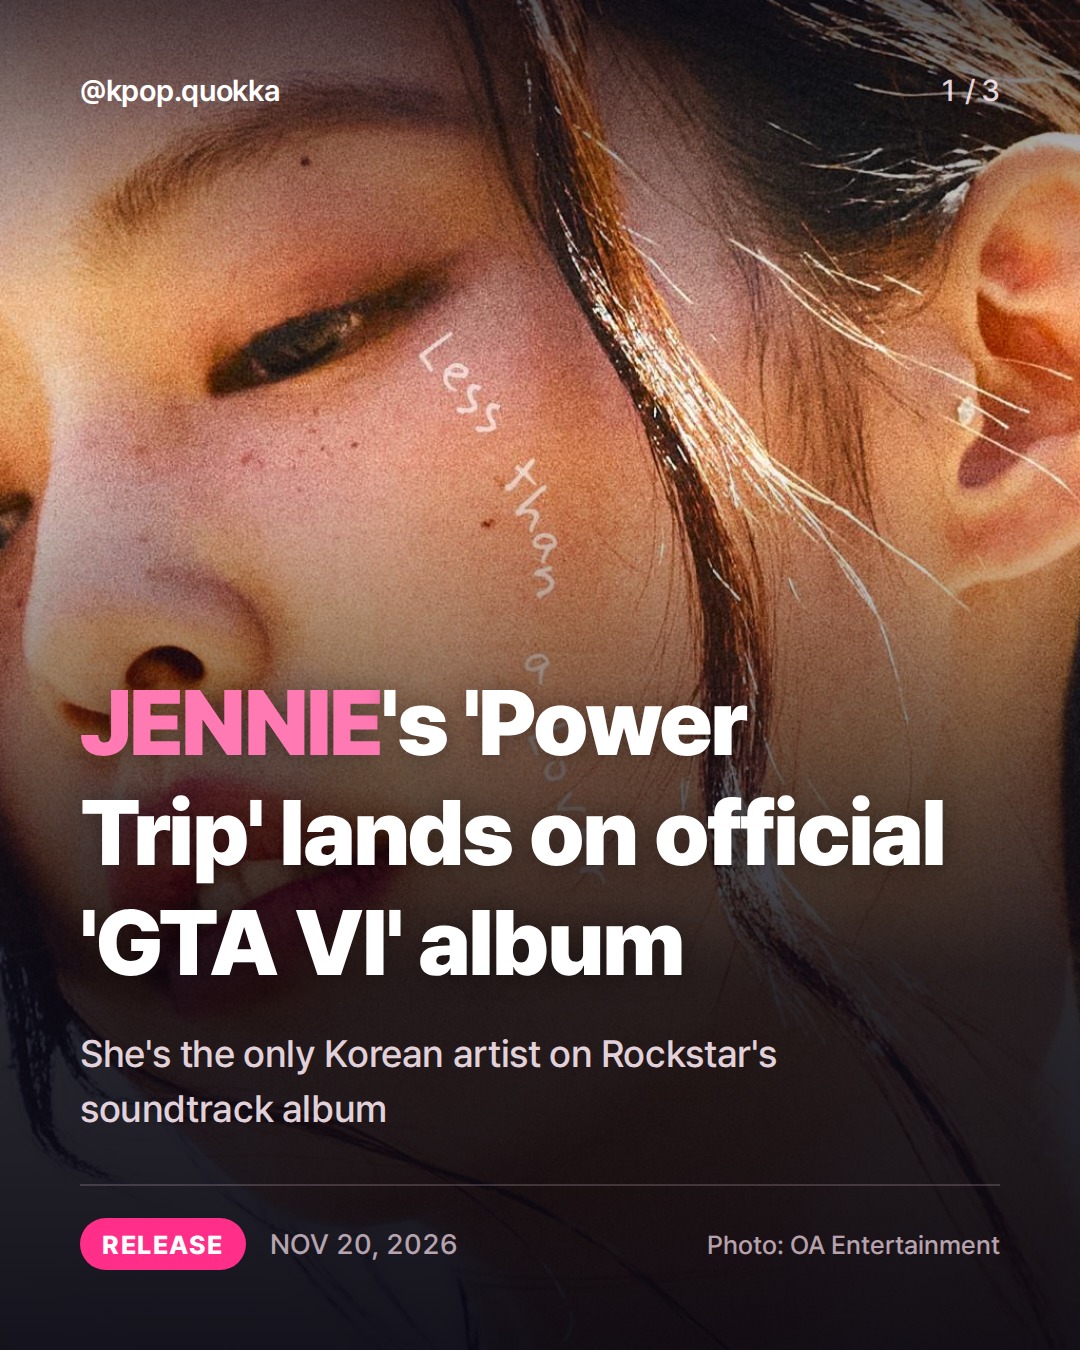 @kpop.quokka
1 / 3
Less than a
JENNIE's 'Power
Trip' lands on official
'GTA VI' album
She's the only Korean artist on Rockstar's
soundtrack album
RELEASE
NOV 20, 2026
Photo: OA Entertainment